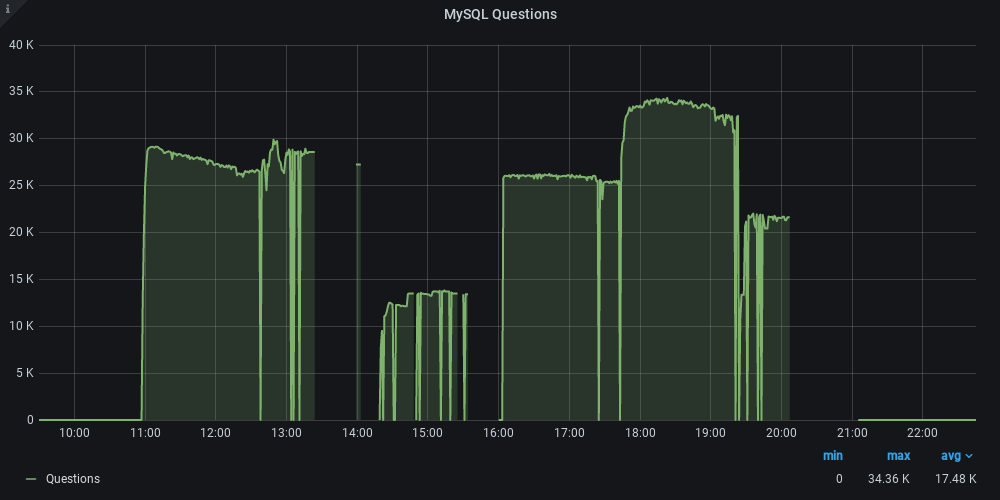 i
MySQL Questions
40 K
35 K
30 K
25 K
20 K
15 K
10 K
5 K
0
10:00 11:00 12:00 13:00 14:00 15:00 16:00 17:00 18:00 19:00 20:00 21:00 22:00
min max avg
Questions 0 34.36 K 17.48 K